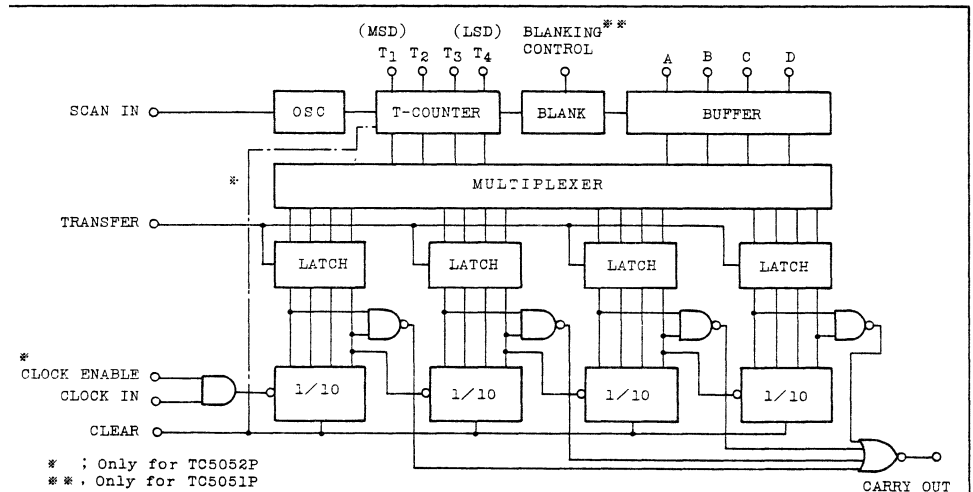 (MSD) (LSD) BLANKING**
CONTROL
T1 T2 T3 T4
A B C D
SCAN IN
OSC
T-COUNTER
BLANK
BUFFER
*
MULTIPLEXER
TRANSFER
LATCH LATCH LATCH LATCH
*
CLOCK ENABLE
CLOCK IN
1/10 1/10 1/10 1/10
CLEAR
* ; Only for TC5052P
** , Only for TC5051P
CARRY OUT